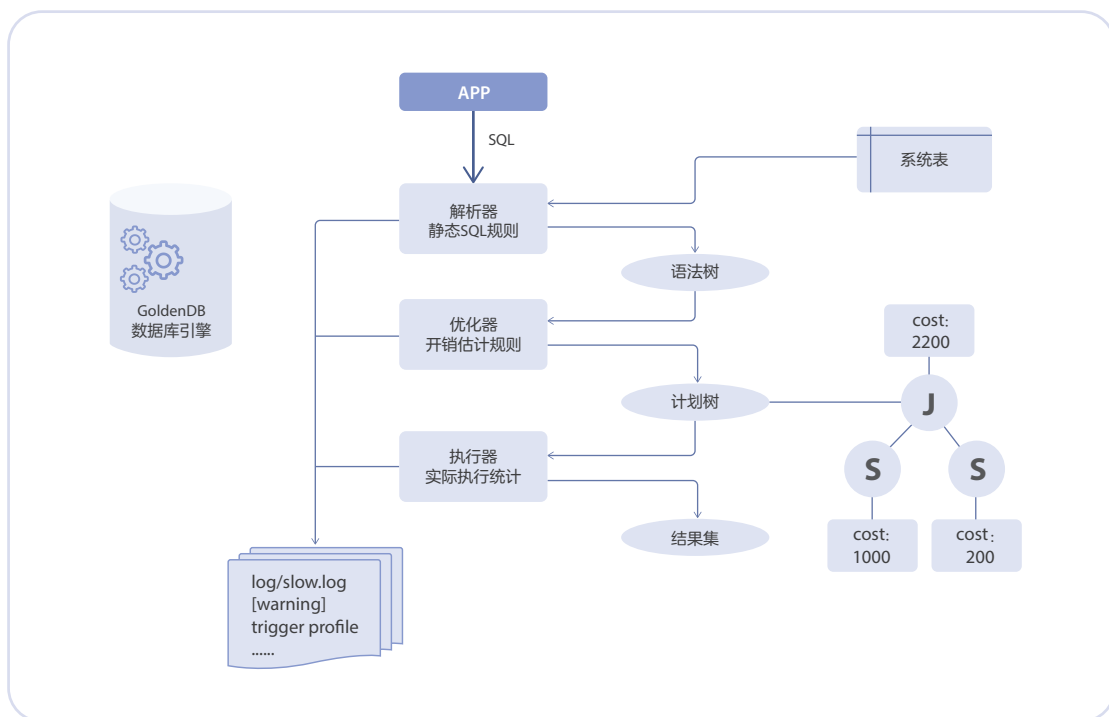 APP
SQL
系统表
解析器
静态SQL规则
语法树
GoldenDB
数据库引擎
优化器
开销估计规则
cost:
2200
计划树
J
执行器
实际执行统计
S
S
结果集
cost:
1000
cost:
200
log/slow.log
[warning]
trigger profile
......